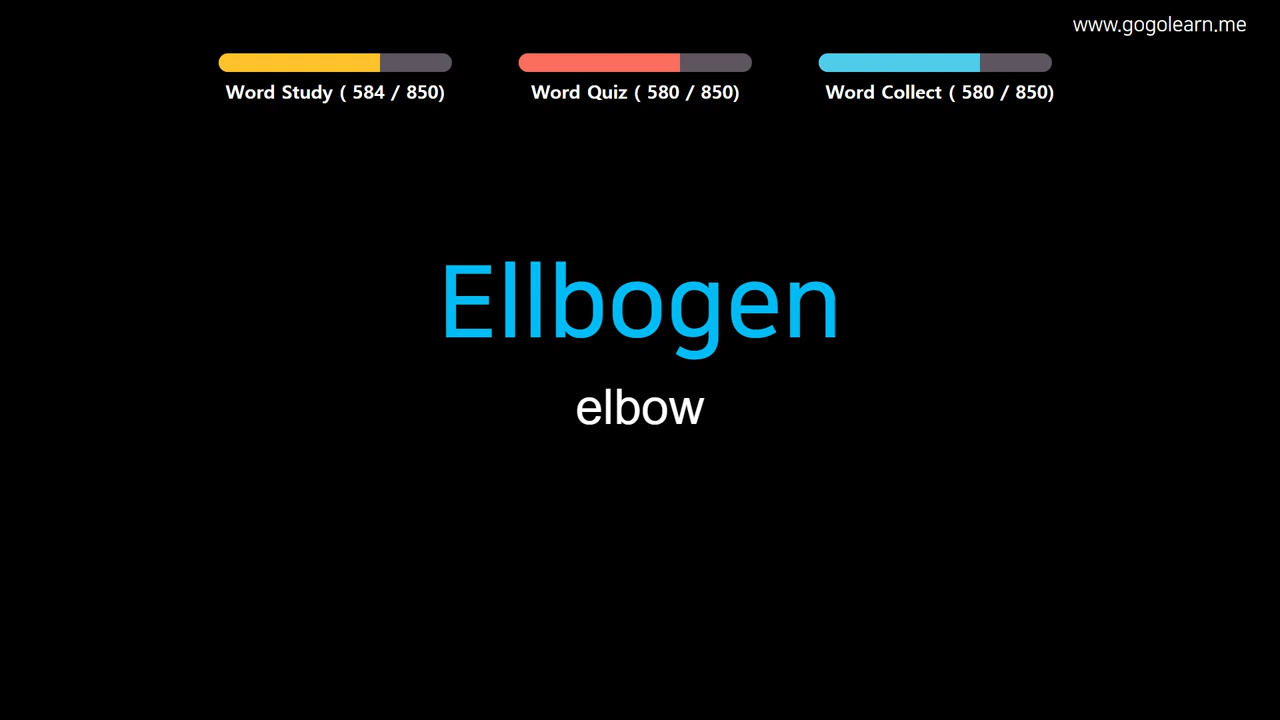 www.gogolearn.me
Word Study ( 584 / 850)
Word Quiz ( 580 / 850)
Word Collect ( 580 / 850)
Ellbogen
elbow